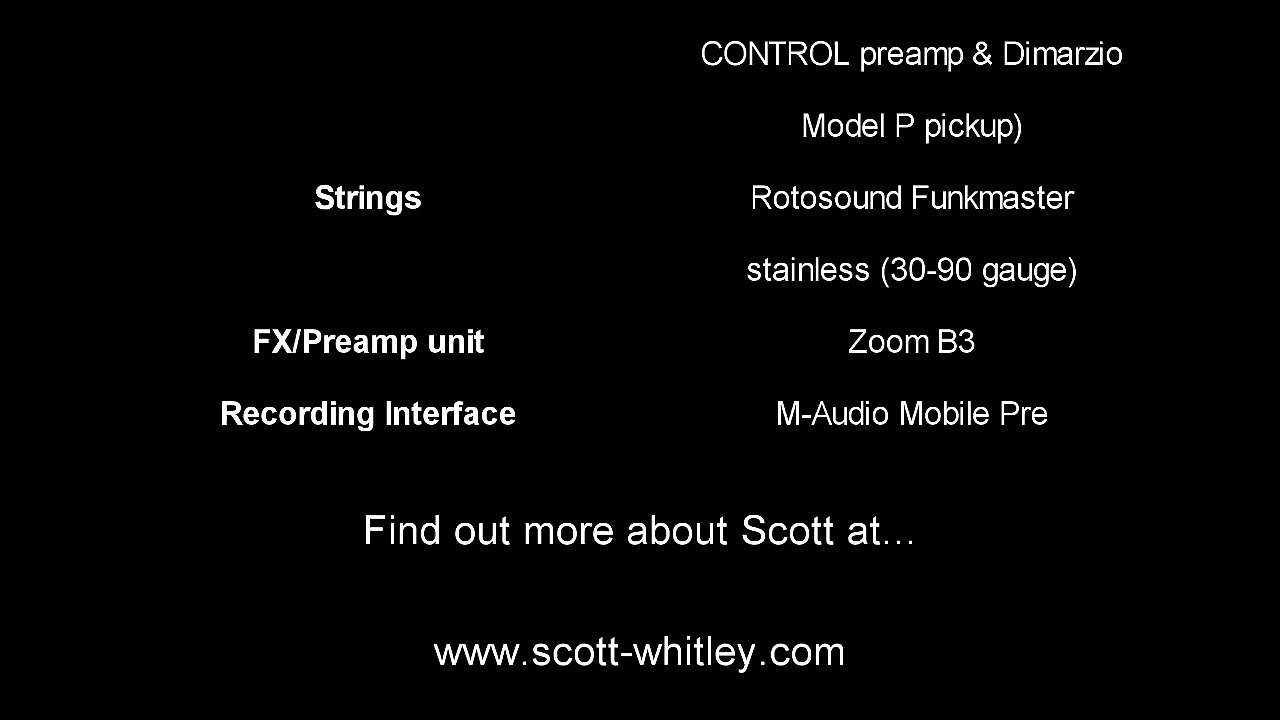 CONTROL preamp & Dimarzio
Model P pickup)
Strings Rotosound Funkmaster
stainless (30-90 gauge)
FX/Preamp unit Zoom B3
Recording Interface M-Audio Mobile Pre
Find out more about Scott at...
www.scott-whitley.com